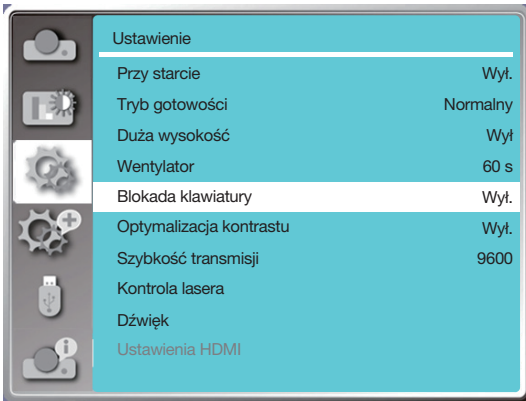 Ustawienie
Przy starcie Wył.
Tryb gotowości Normalny
Duża wysokość Wył
Wentylator 60 s
Blokada klawiatury Wył.
Optymalizacja kontrastu Wył.
Szybkość transmisji 9600
Kontrola lasera
Dźwięk
Ustawienia HDMI